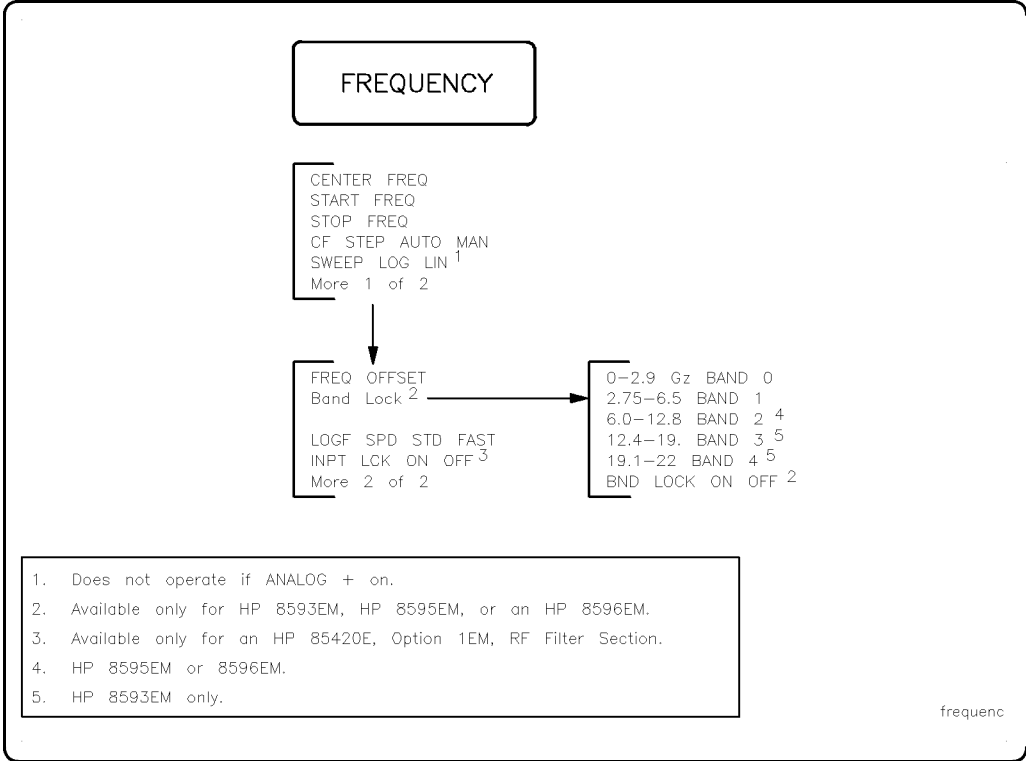 FREQUENCY
CENTER FREQ
START FREQ
STOP FREQ
CF STEP AUTO MAN
SWEEP LOG LIN 1
More 1 of 2
FREQ OFFSET
Band Lock 2
LOGF SPD STD FAST
INPT LCK ON OFF 3
More 2 of 2
0-2.9 Gz BAND 0
2.75-6.5 BAND 1
6.0-12.8 BAND 2 4
12.4-19. BAND 3 5
19.1-22 BAND 4 5
BND LOCK ON OFF 2
1. Does not operate if ANALOG + on.
2. Available only for HP 8593EM, HP 8595EM, or an HP 8596EM.
3. Available only for an HP 85420E, Option 1EM, RF Filter Section.
4. HP 8595EM or 8596EM.
5. HP 8593EM only.
frequenc